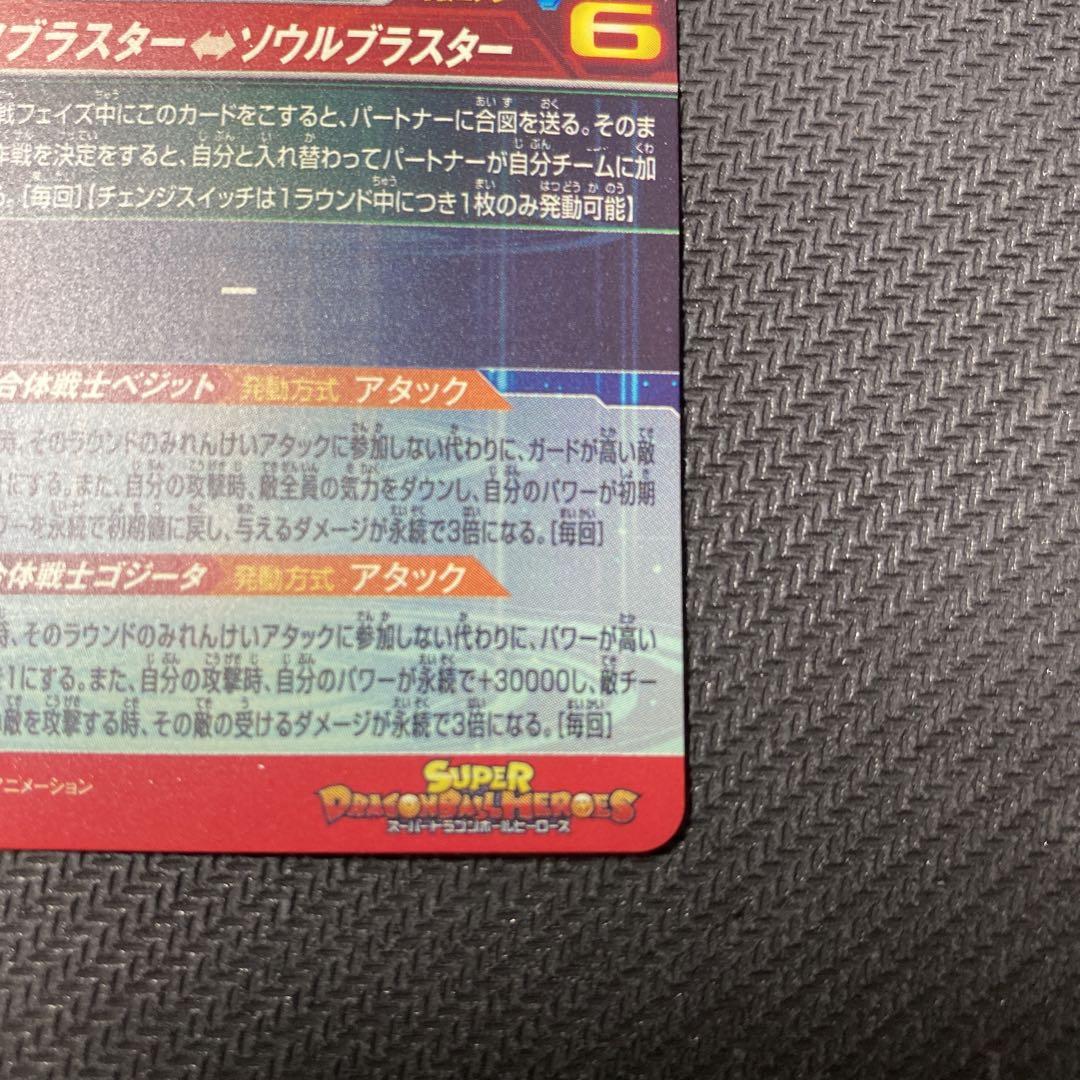 ブラスター⇔ソウルブラスター 6
戦フェイズ中にこのカードをこすると、パートナーに合図を送る。そのま
作戦を決定をすると、自分と入れ替わってパートナーが自分チームに加
。[毎回]【チェンジスイッチは1ラウンド中につき1枚のみ発動可能】
ー
合体戦士ベジット 発動方式 アタック
時、そのラウンドのみれんけいアタックに参加しない代わりに、ガードが高い敵
にする。また、自分の攻撃時、敵全員の気力をダウンし、自分のパワーが初期
ワーを永続で初期値に戻し、与えるダメージが永続で3倍になる。[毎回]
合体戦士ゴジータ 発動方式 アタック
時、そのラウンドのみれんけいアタックに参加しない代わりに、パワーが高い
1にする。また、自分の攻撃時、自分のパワーが永続で+30000し、敵チー
敵を攻撃する時、その敵の受けるダメージが永続で3倍になる。[毎回]
アニメーション
SUPER
DRAGONBALL HEROES
スーパードラゴンボールヒーローズ